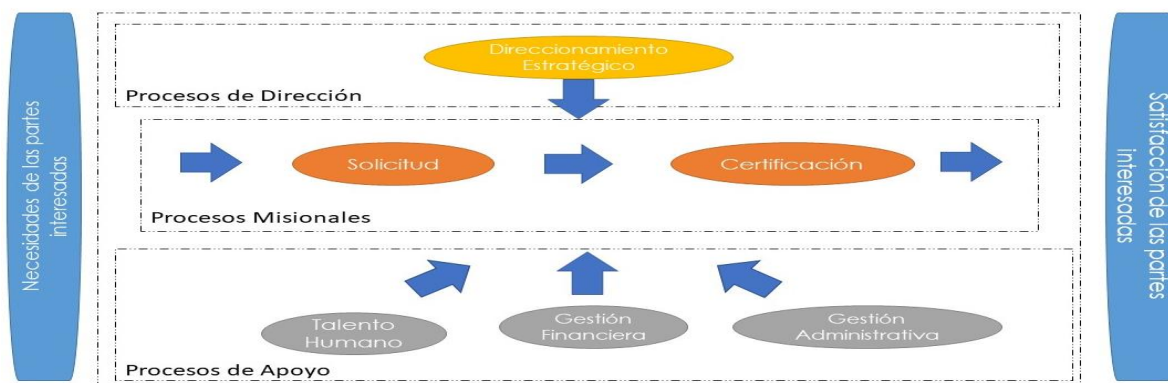 Necesidades de las partes
interesadas
Direccionamiento
Estratégico
Procesos de Dirección
Solicitud
Certificación
Procesos Misionales
Talento
Humano
Gestión
Financiera
Gestión
Administrativa
Procesos de Apoyo
Satisfacción de las partes
interesadas